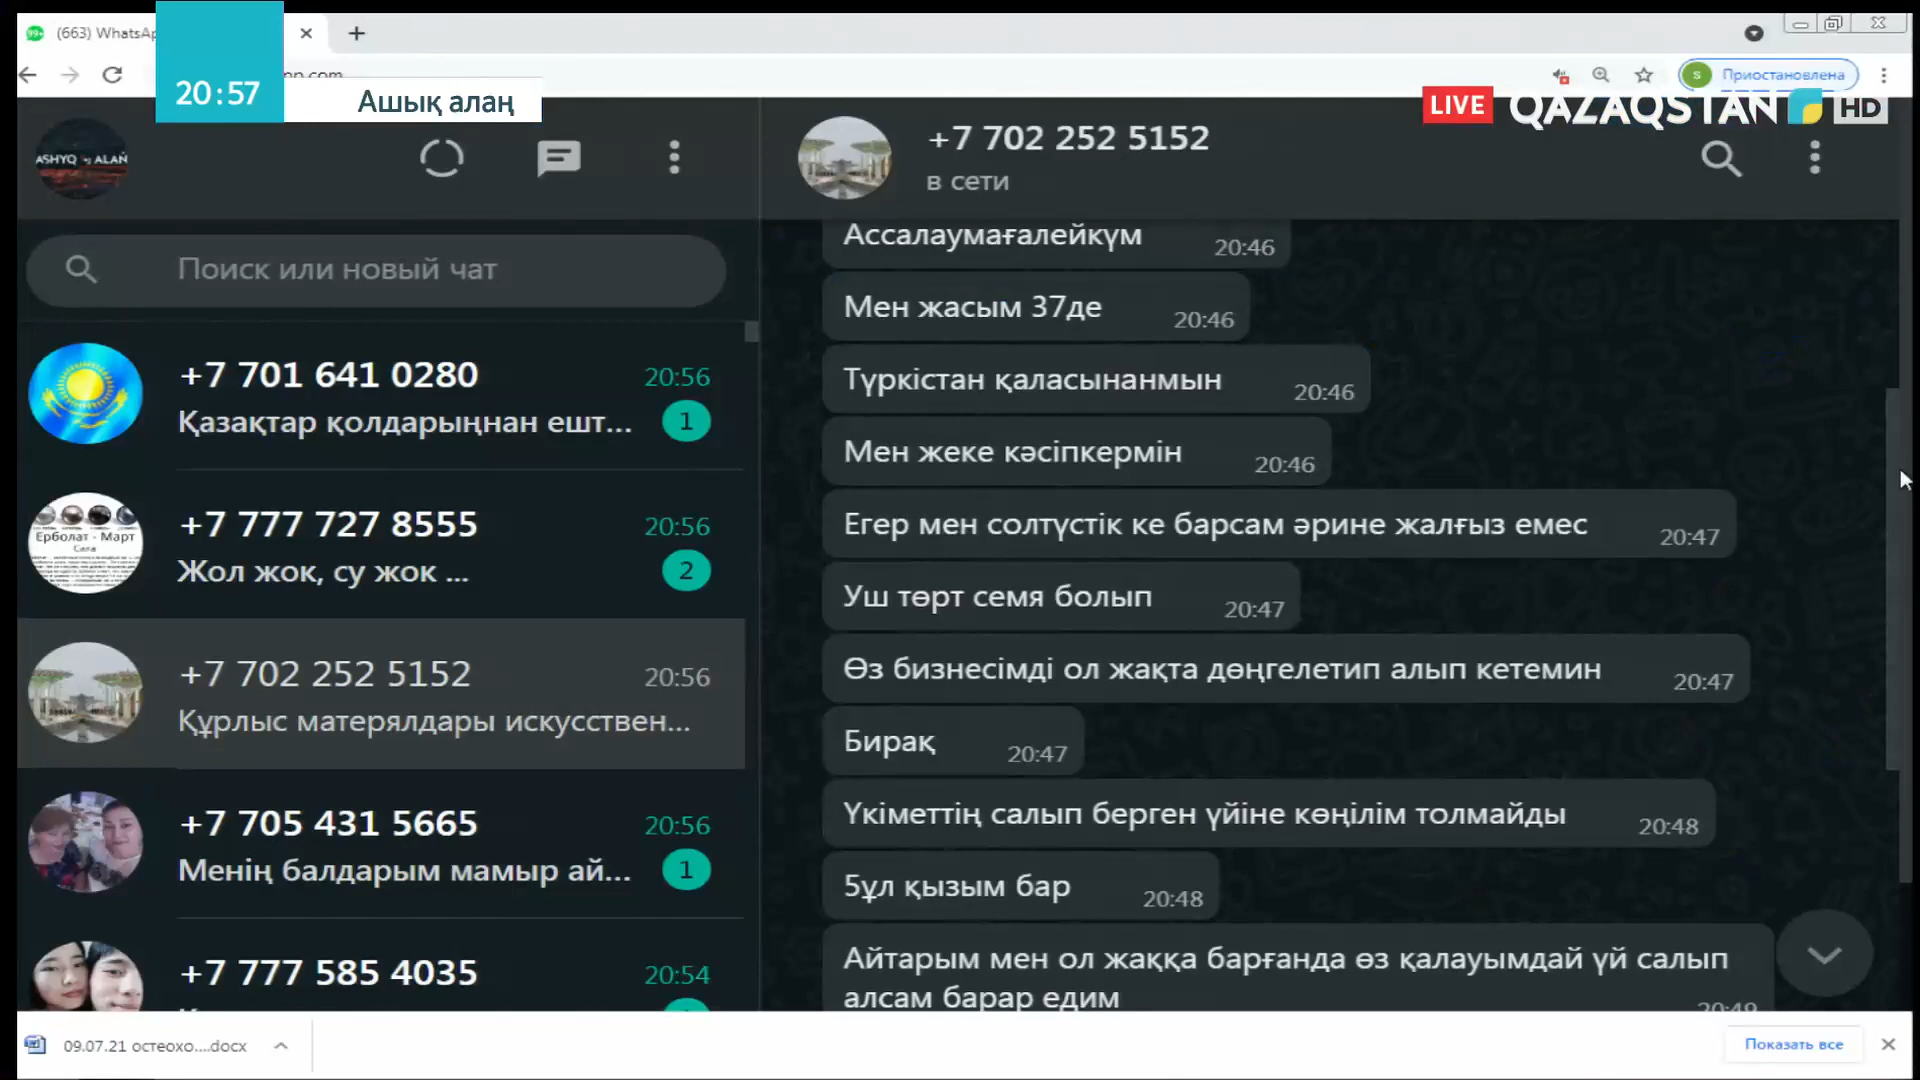 (663) WhatsAp
20:57
Ашық алаң
Приостановлена
LIVE QAZAQSTAN HD
ASHYQ ALAŃ
Поиск или новый чат
+7 701 641 0280 20:56
Қазақтар қолдарыңнан ешт... 1
+7 777 727 8555 20:56
Жол жок, су жок ... 2
Ерболат - Март
+7 702 252 5152 20:56
Құрлыс матерялдары искусствен...
+7 705 431 5665 20:56
Менің балдарым мамыр ай... 1
+7 777 585 4035 20:54
+7 702 252 5152
в сети
Ассалаумағалейкүм 20:46
Мен жасым 37де 20:46
Түркістан қаласынанмын 20:46
Мен жеке кәсіпкермін 20:46
Егер мен солтүстік ке барсам әрине жалғыз емес 20:47
Уш төрт семя болып 20:47
Өз бизнесімді ол жақта дөңгелетип алып кетемин 20:47
Бирақ 20:47
Үкіметтің салып берген үйіне көңілім толмайды 20:48
5ұл қызым бар 20:48
Айтарым мен ол жаққа барғанда өз қалауымдай үй салып
алсам барар едим 20:49
09.07.21 остеохо....docx
Показать все